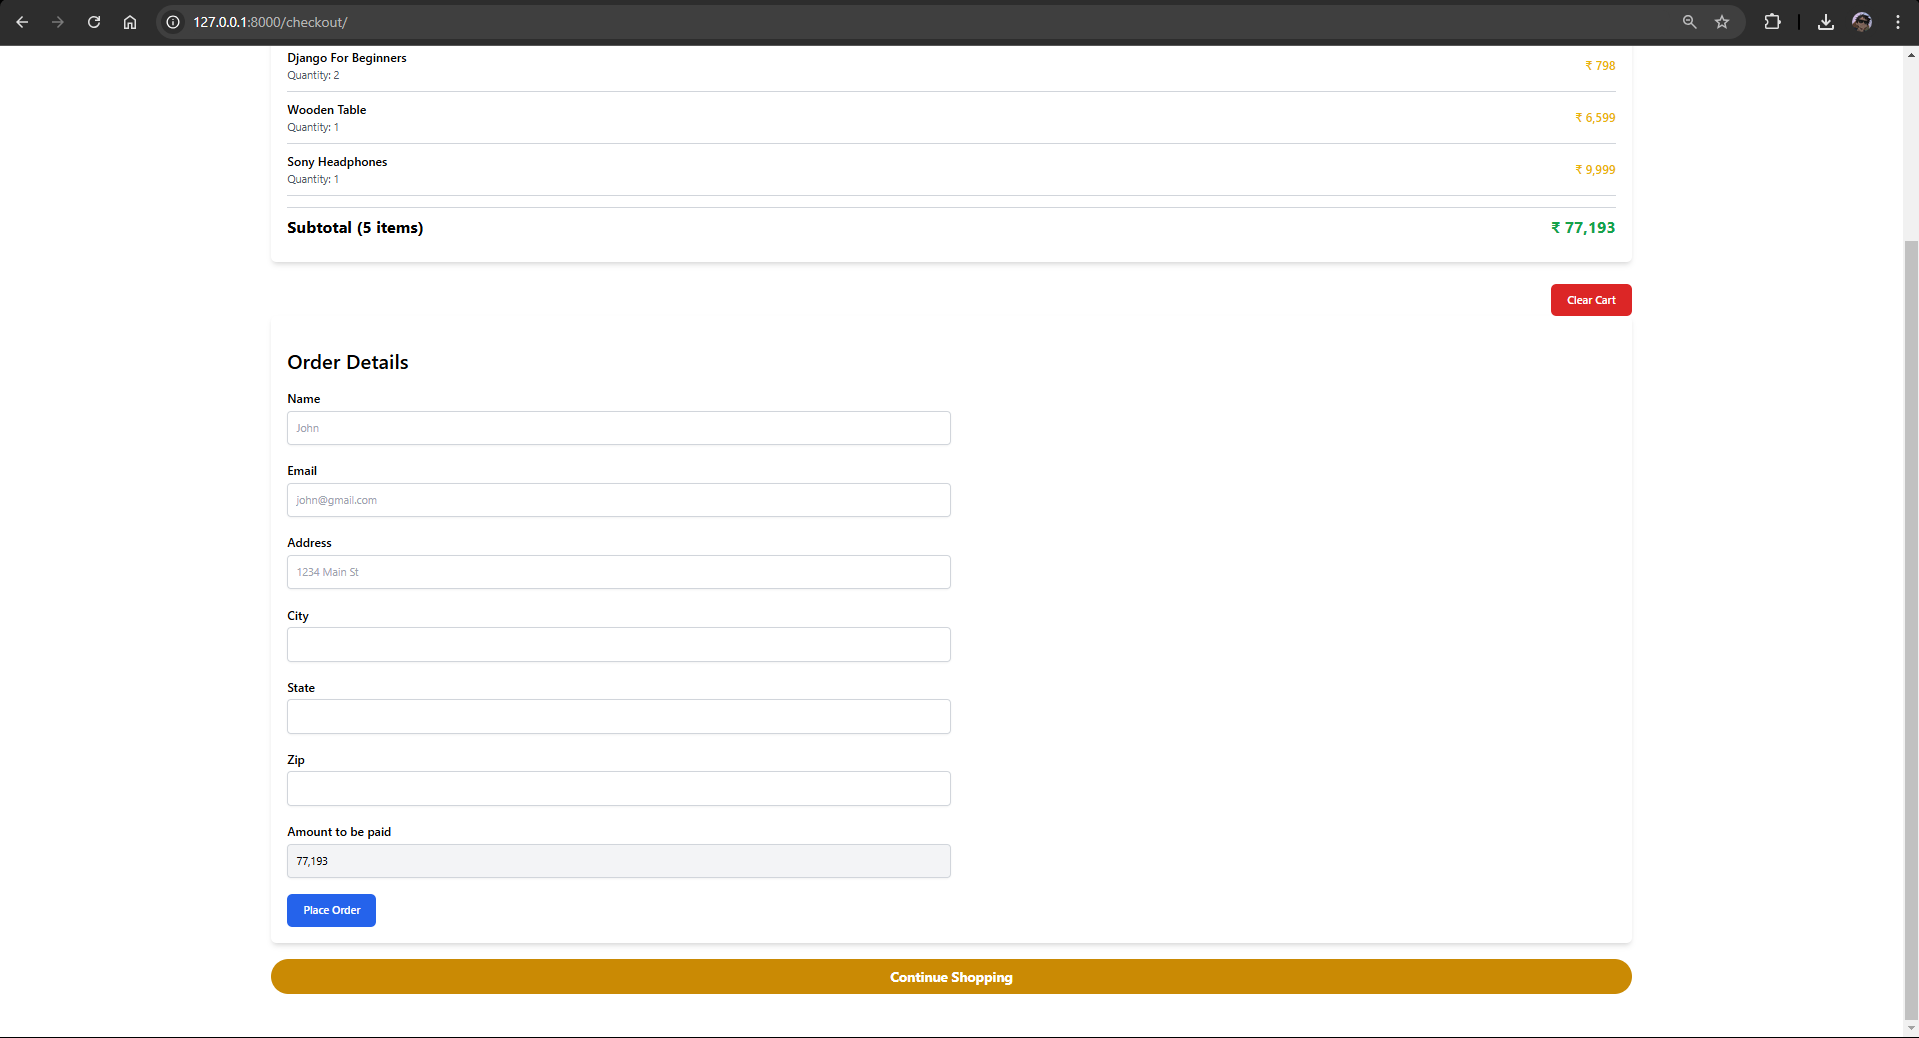 127.0.0.1:8000/checkout/
Django For Beginners
Quantity: 2
₹ 798
Wooden Table
Quantity: 1
₹ 6,599
Sony Headphones
Quantity: 1
₹ 9,999
Subtotal (5 items)
₹ 77,193
Clear Cart
Order Details
Name
John
Email
john@gmail.com
Address
1234 Main St
City
State
Zip
Amount to be paid
77,193
Place Order
Continue Shopping